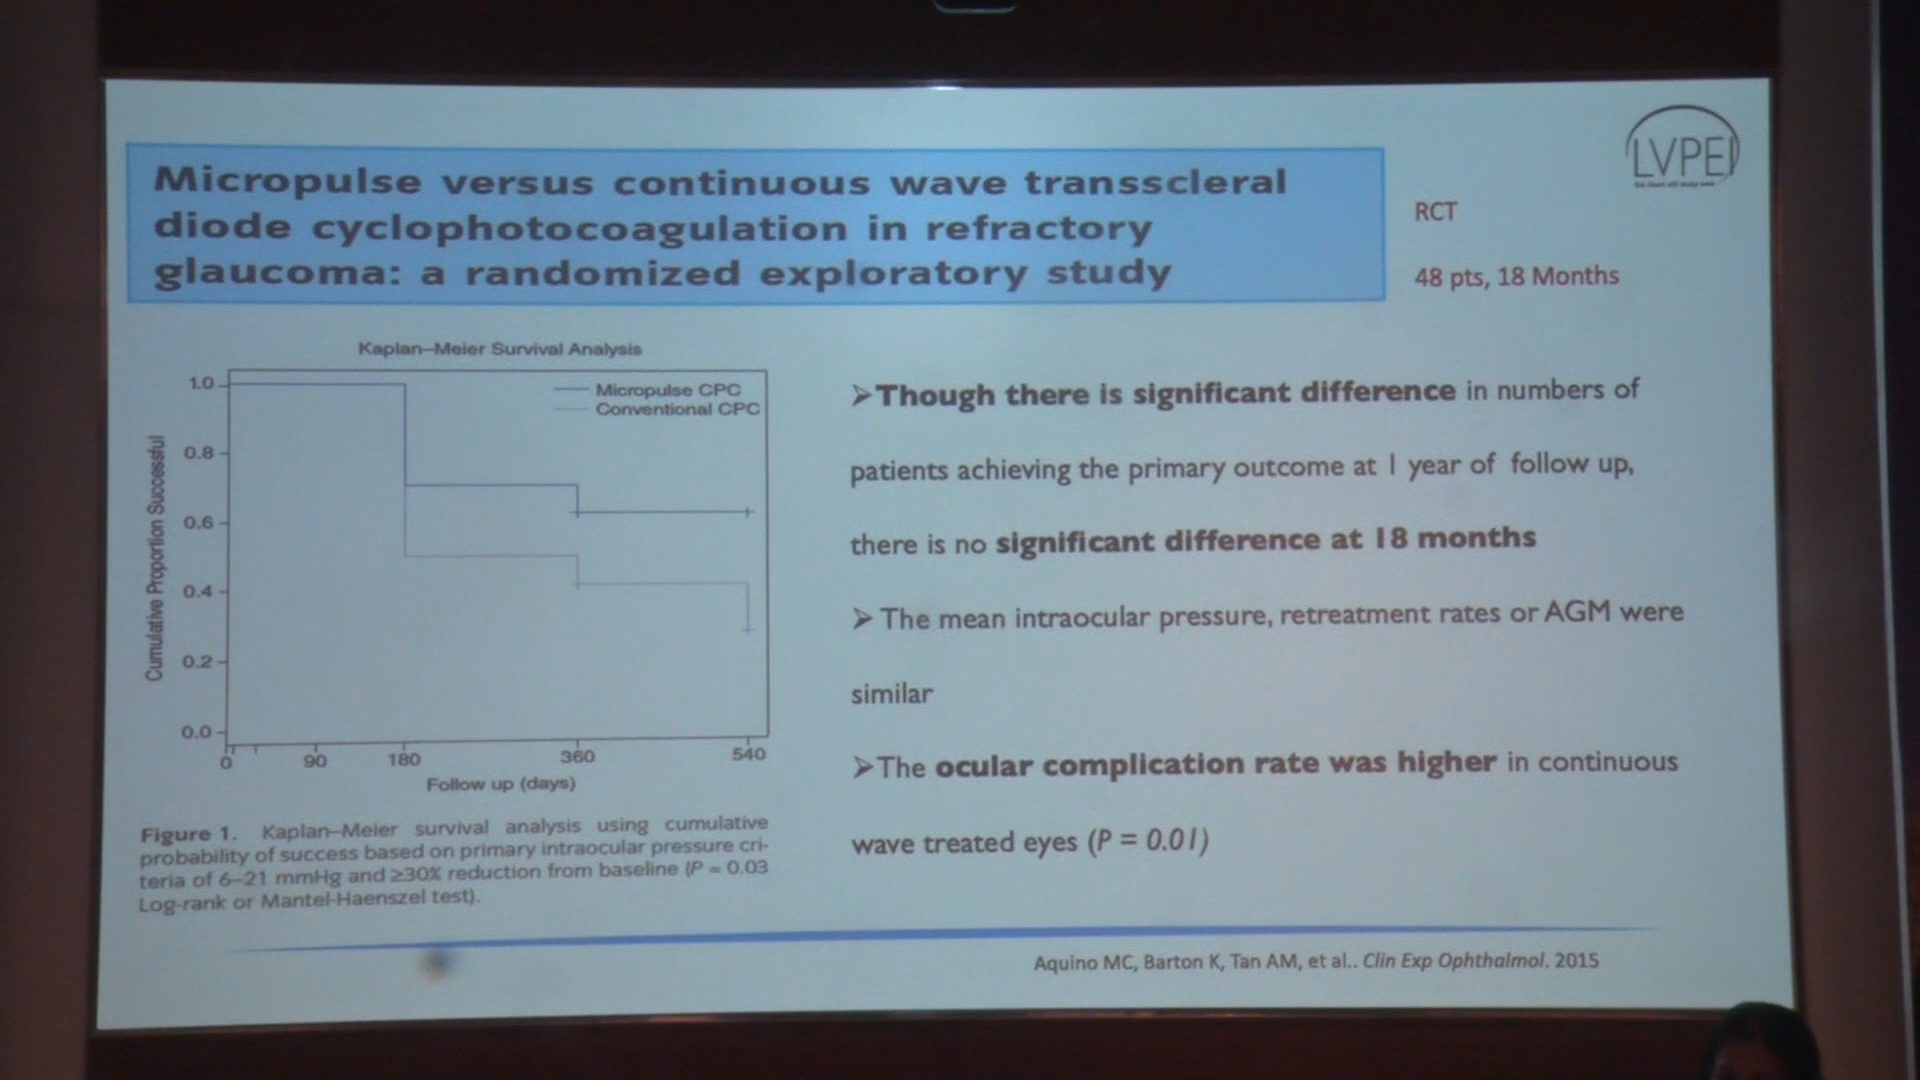 LVPEI
Micropulse versus continuous wave transscleral
diode cyclophotocoagulation in refractory
glaucoma: a randomized exploratory study
RCT
48 pts, 18 Months
Kaplan–Meier Survival Analysis
Micropulse CPC
Conventional CPC
Cumulative Proportion Successful
1.0
0.8
0.6
0.4
0.2
0.0
0 90 180 360 540
Follow up (days)
Figure 1. Kaplan–Meier survival analysis using cumulative
probability of success based on primary intraocular pressure cri-
teria of 6–21 mmHg and ≥30% reduction from baseline (P = 0.03
Log-rank or Mantel-Haenszel test).
➢Though there is significant difference in numbers of
patients achieving the primary outcome at 1 year of follow up,
there is no significant difference at 18 months
➢ The mean intraocular pressure, retreatment rates or AGM were
similar
➢The ocular complication rate was higher in continuous
wave treated eyes (P = 0.01)
Aquino MC, Barton K, Tan AM, et al.. Clin Exp Ophthalmol. 2015